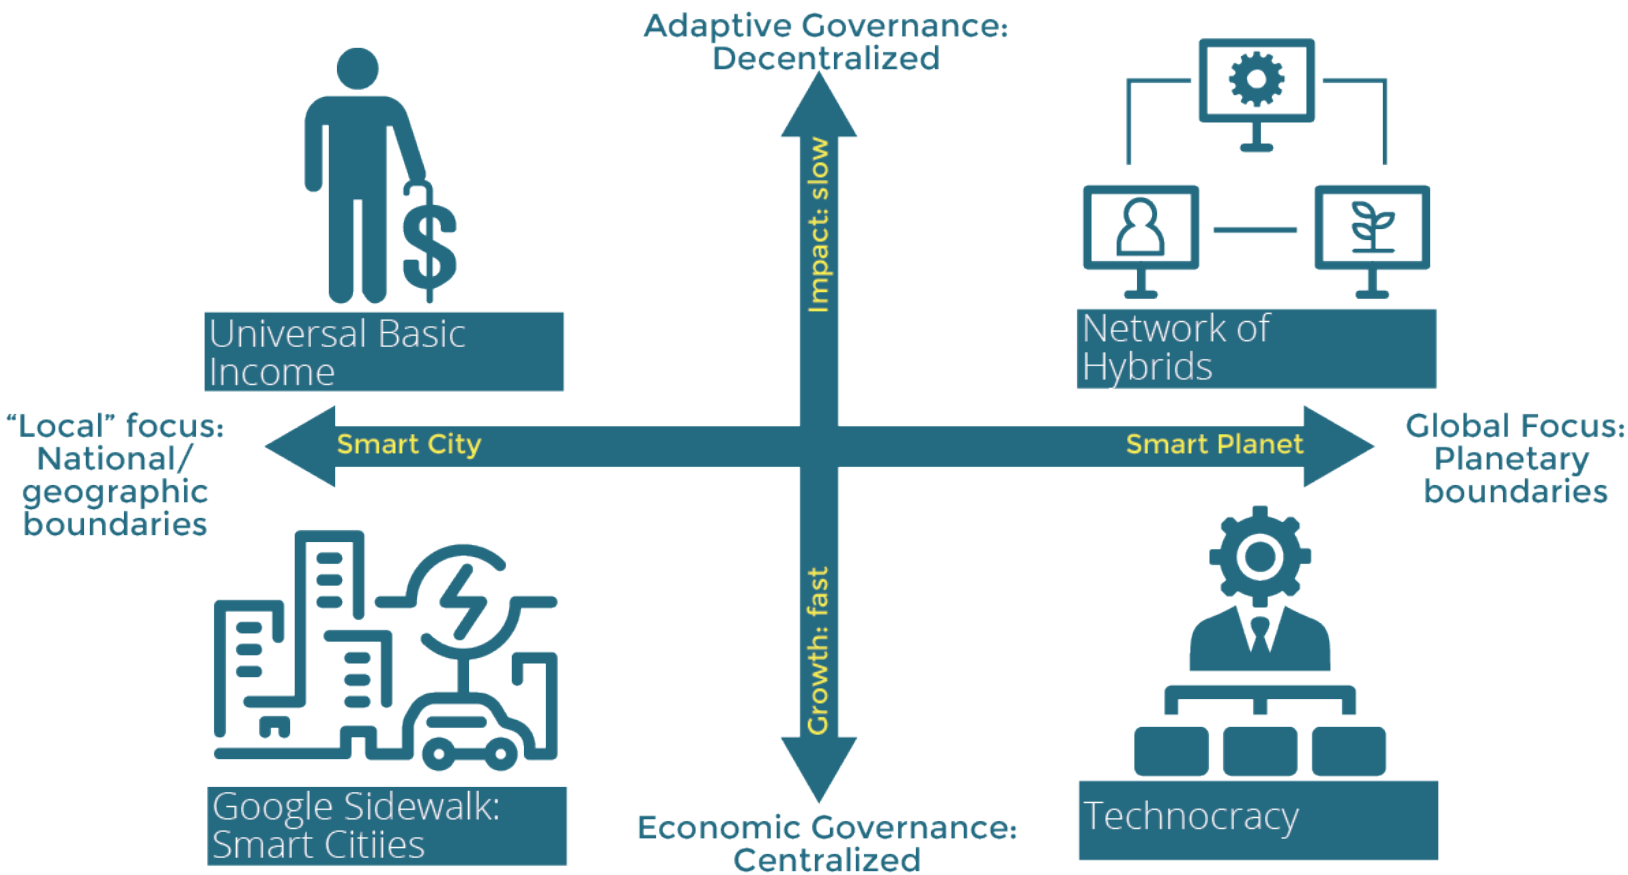 Adaptive Governance:
Decentralized
Impact: slow
Universal Basic
Income
Network of
Hybrids
“Local” focus:
National/
geographic
boundaries
Smart City
Smart Planet
Global Focus:
Planetary
boundaries
Growth: fast
Google Sidewalk:
Smart Citiies
Technocracy
Economic Governance:
Centralized